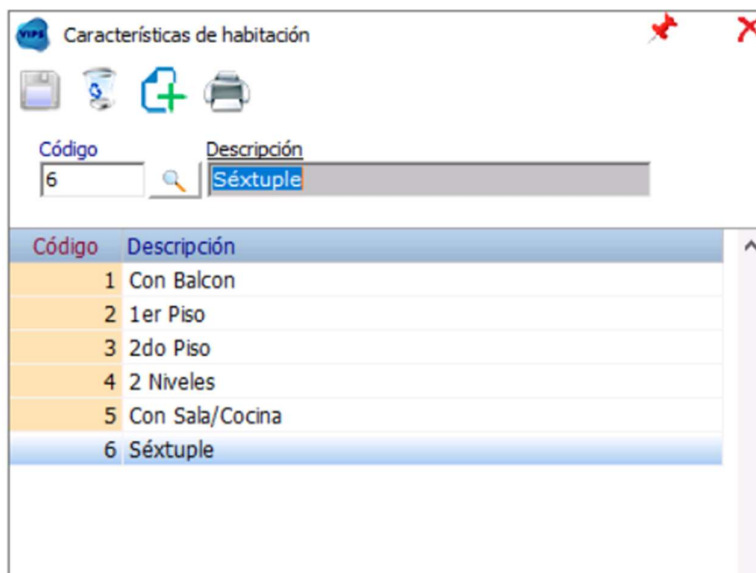 VIPS Características de habitación
Código Descripción
6 Séxtuple
Código Descripción
1 Con Balcon
2 1er Piso
3 2do Piso
4 2 Niveles
5 Con Sala/Cocina
6 Séxtuple